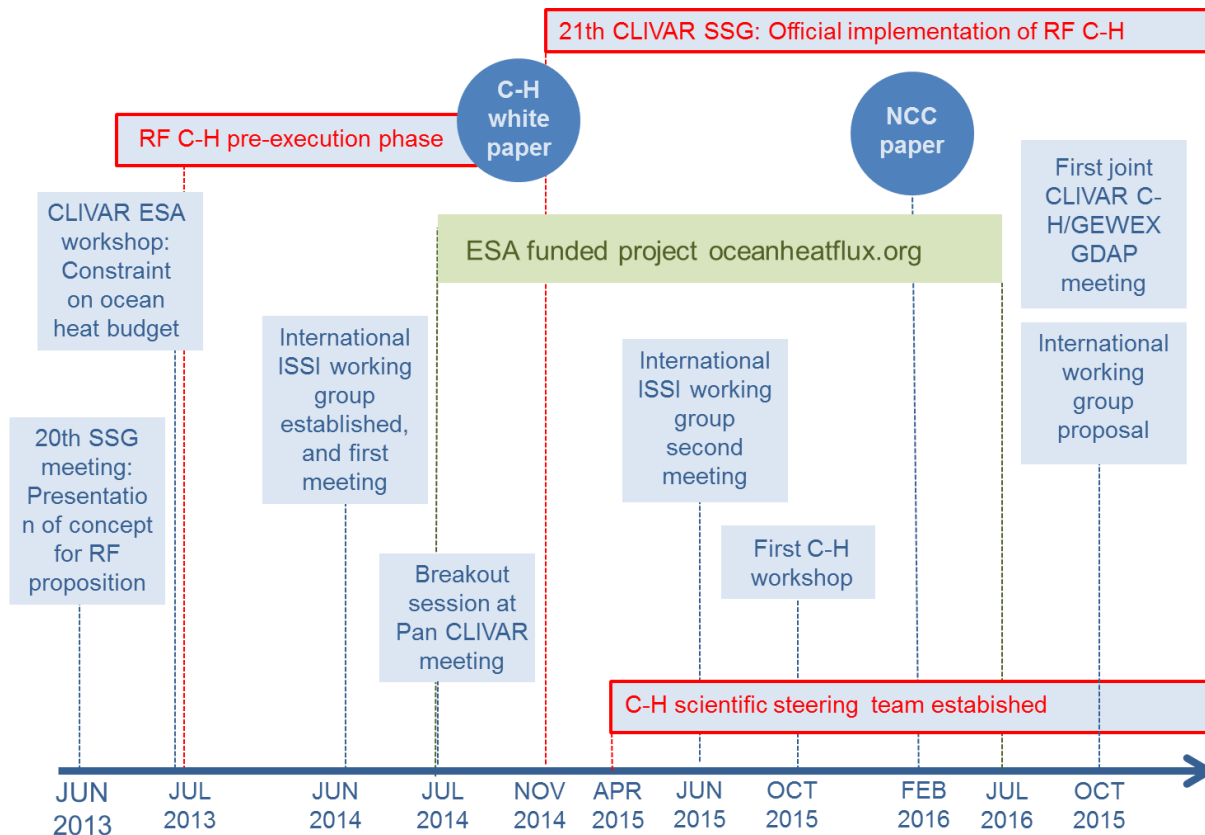 21th CLIVAR SSG: Official implementation of RF C-H
C-H
white
paper
RF C-H pre-execution phase
NCC
paper
First joint
CLIVAR C-
H/GEWEX
GDAP
meeting
CLIVAR ESA
workshop:
Constraint
on ocean
heat budget
ESA funded project oceanheatflux.org
International
ISSI working
group
established,
and first
meeting
International
ISSI working
group
second
meeting
International
working
group
proposal
20th SSG
meeting:
Presentatio
n of concept
for RF
proposition
First C-H
workshop
Breakout
session at
Pan CLIVAR
meeting
C-H scientific steering team estabished
JUN
2013
JUL
2013
JUN
2014
JUL
2014
NOV
2014
APR
2015
JUN
2015
OCT
2015
FEB
2016
JUL
2016
OCT
2015